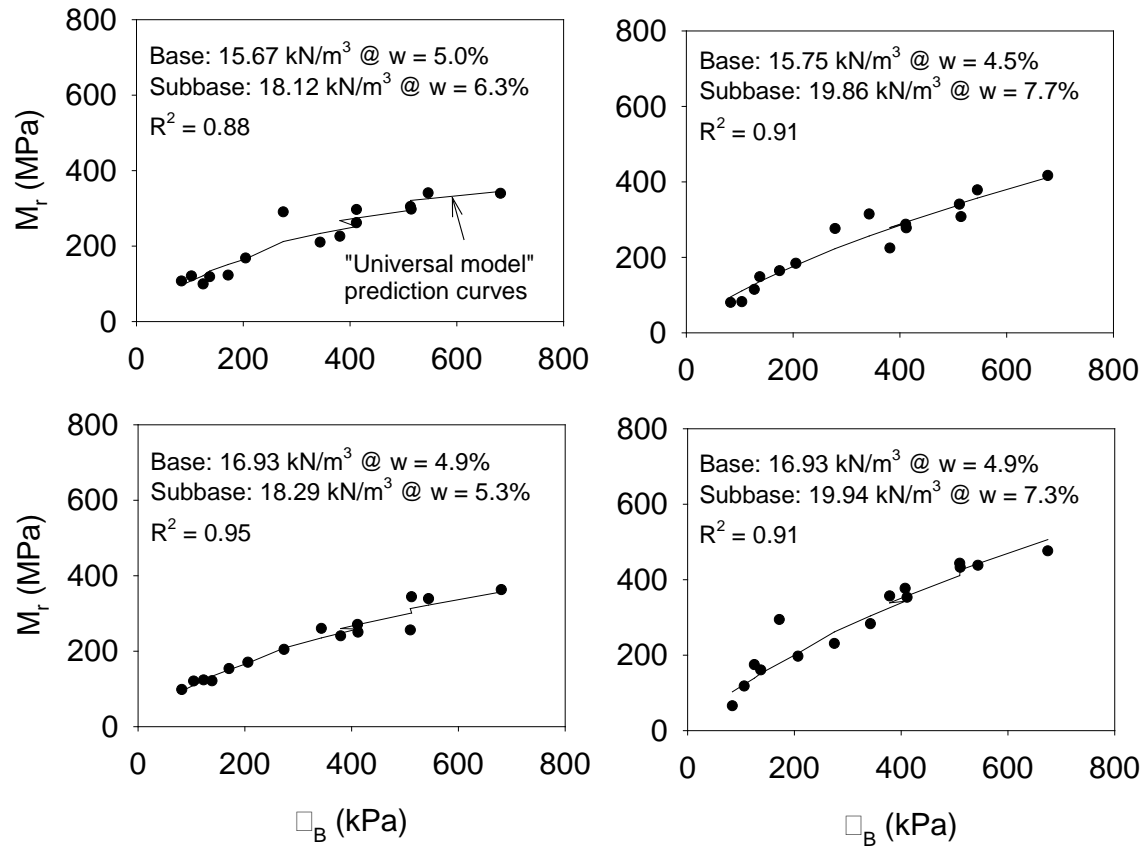 800
600
400
200
0
M_r (MPa)
Base: 15.67 kN/m³ @ w = 5.0%
Subbase: 18.12 kN/m³ @ w = 6.3%
R² = 0.88
"Universal model"
prediction curves
0 200 400 600 800
800
600
400
200
0
Base: 15.75 kN/m³ @ w = 4.5%
Subbase: 19.86 kN/m³ @ w = 7.7%
R² = 0.91
0 200 400 600 800
800
600
400
200
0
M_r (MPa)
Base: 16.93 kN/m³ @ w = 4.9%
Subbase: 18.29 kN/m³ @ w = 5.3%
R² = 0.95
0 200 400 600 800
□_B (kPa)
800
600
400
200
0
Base: 16.93 kN/m³ @ w = 4.9%
Subbase: 19.94 kN/m³ @ w = 7.3%
R² = 0.91
0 200 400 600 800
□_B (kPa)